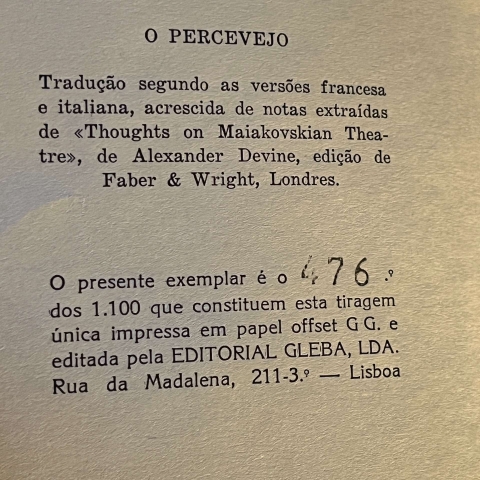 O PERCEVEJO
Tradução segundo as versões francesa
e italiana, acrescida de notas extraídas
de «Thoughts on Maiakovskian Thea-
tre», de Alexander Devine, edição de
Faber & Wright, Londres.
O presente exemplar é o 476.º
dos 1.100 que constituem esta tiragem
única impressa em papel offset G G. e
editada pela EDITORIAL GLEBA, LDA.
Rua da Madalena, 211-3.º — Lisboa